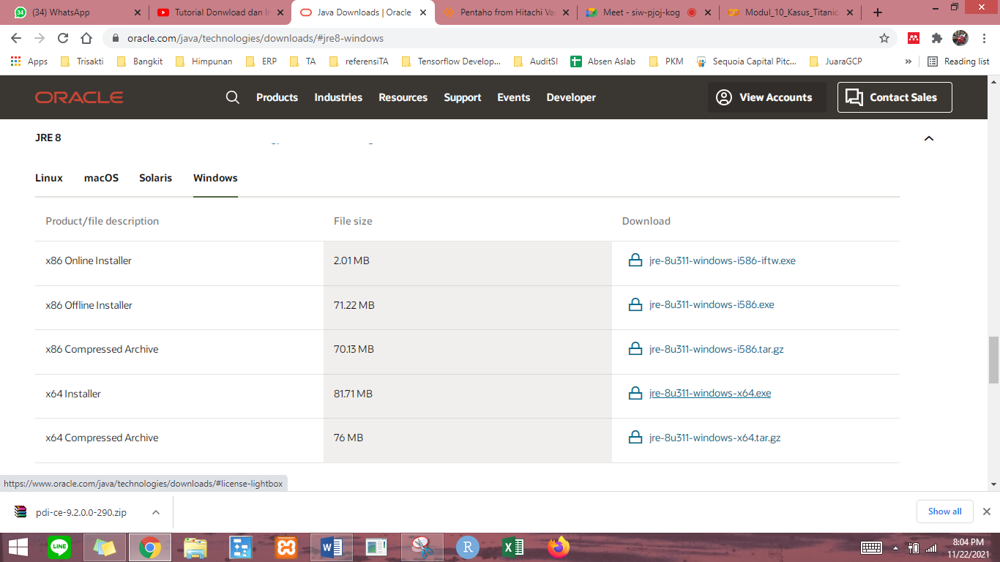 (34) WhatsApp
Tutorial Donwload dan In
Java Downloads | Oracle
Pentaho from Hitachi Van
Meet - siw-pjoj-kog
Modul_10_Kasus_Titanic.
oracle.com/java/technologies/downloads/#jre8-windows
Apps Trisakti Bangkit Himpunan ERP TA referensiTA Tensorflow Develop... AuditSI Absen Aslab PKM Sequoia Capital Pitc... JuaraGCP » Reading list
ORACLE Products Industries Resources Support Events Developer View Accounts Contact Sales
JRE 8
Linux macOS Solaris Windows
Product/file description File size Download
x86 Online Installer 2.01 MB jre-8u311-windows-i586-iftw.exe
x86 Offline Installer 71.22 MB jre-8u311-windows-i586.exe
x86 Compressed Archive 70.13 MB jre-8u311-windows-i586.tar.gz
x64 Installer 81.71 MB jre-8u311-windows-x64.exe
x64 Compressed Archive 76 MB jre-8u311-windows-x64.tar.gz
https://www.oracle.com/java/technologies/downloads/#license-lightbox
pdi-ce-9.2.0.0-290.zip Show all
LINE
8:04 PM
11/22/2021